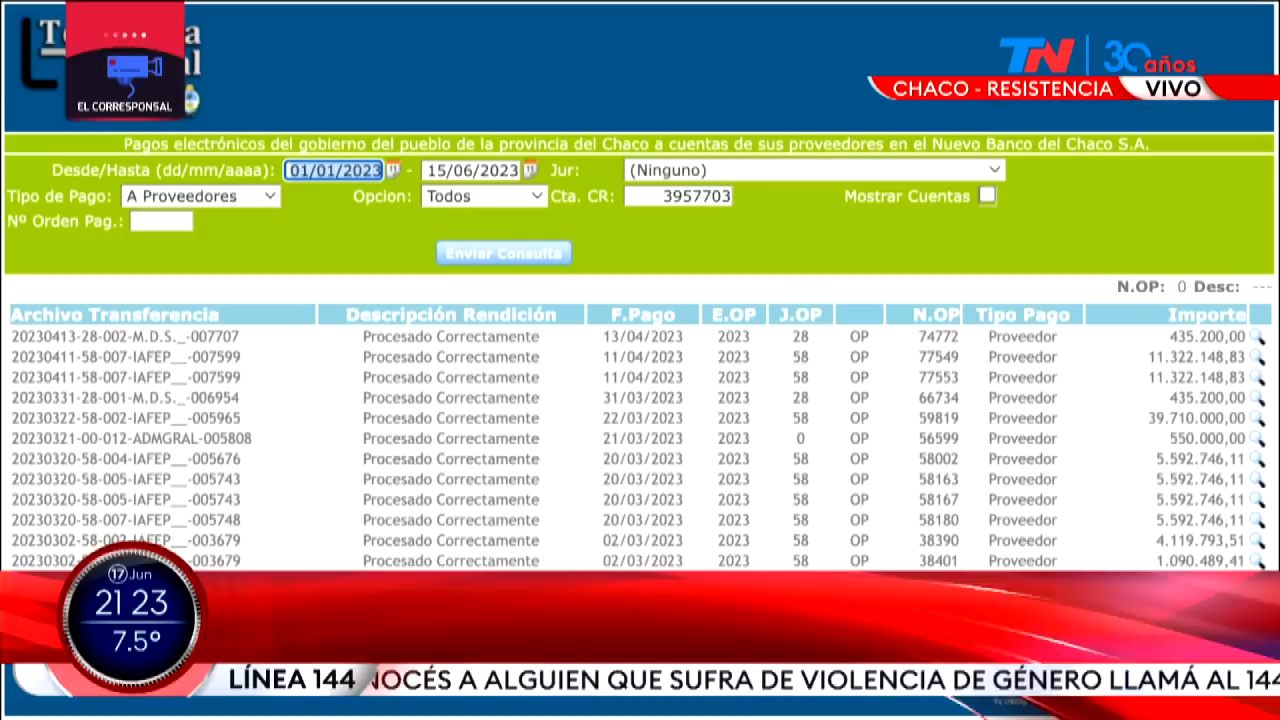 EL CORRESPONSAL
TN 30 años
CHACO - RESISTENCIA VIVO
Pagos electrónicos del gobierno del pueblo de la provincia del Chaco a cuentas de sus proveedores en el Nuevo Banco del Chaco S.A.
Desde/Hasta (dd/mm/aaaa): 01/01/2023 - 15/06/2023 Jur: (Ninguno)
Tipo de Pago: A Proveedores Opcion: Todos Cta. CR: 3957703 Mostrar Cuentas
Nº Orden Pag.:
Enviar Consulta
N.OP: 0 Desc: ---
Archivo Transferencia Descripción Rendición F.Pago E.OP J.OP N.OP Tipo Pago Importe
20230413-28-002-M.D.S._-007707 Procesado Correctamente 13/04/2023 2023 28 OP 74772 Proveedor 435.200,00
20230411-58-007-IAFEP__-007599 Procesado Correctamente 11/04/2023 2023 58 OP 77549 Proveedor 11.322.148,83
20230411-58-007-IAFEP__-007599 Procesado Correctamente 11/04/2023 2023 58 OP 77553 Proveedor 11.322.148,83
20230331-28-001-M.D.S._-006954 Procesado Correctamente 31/03/2023 2023 28 OP 66734 Proveedor 435.200,00
20230322-58-002-IAFEP__-005965 Procesado Correctamente 22/03/2023 2023 58 OP 59819 Proveedor 39.710.000,00
20230321-00-012-ADMGRAL-005808 Procesado Correctamente 21/03/2023 2023 0 OP 56599 Proveedor 550.000,00
20230320-58-004-IAFEP__-005676 Procesado Correctamente 20/03/2023 2023 58 OP 58002 Proveedor 5.592.746,11
20230320-58-005-IAFEP__-005743 Procesado Correctamente 20/03/2023 2023 58 OP 58163 Proveedor 5.592.746,11
20230320-58-005-IAFEP__-005743 Procesado Correctamente 20/03/2023 2023 58 OP 58167 Proveedor 5.592.746,11
20230320-58-007-IAFEP__-005748 Procesado Correctamente 20/03/2023 2023 58 OP 58180 Proveedor 5.592.746,11
20230302-58-002-IAFEP__-003679 Procesado Correctamente 02/03/2023 2023 58 OP 38390 Proveedor 4.119.793,51
20230302- -003679 Procesado Correctamente 02/03/2023 2023 58 OP 38401 Proveedor 1.090.489,41
17 Jun
21 23
7.5°
LÍNEA 144 NOCÉS A ALGUIEN QUE SUFRA DE VIOLENCIA DE GÉNERO LLAMÁ AL 144